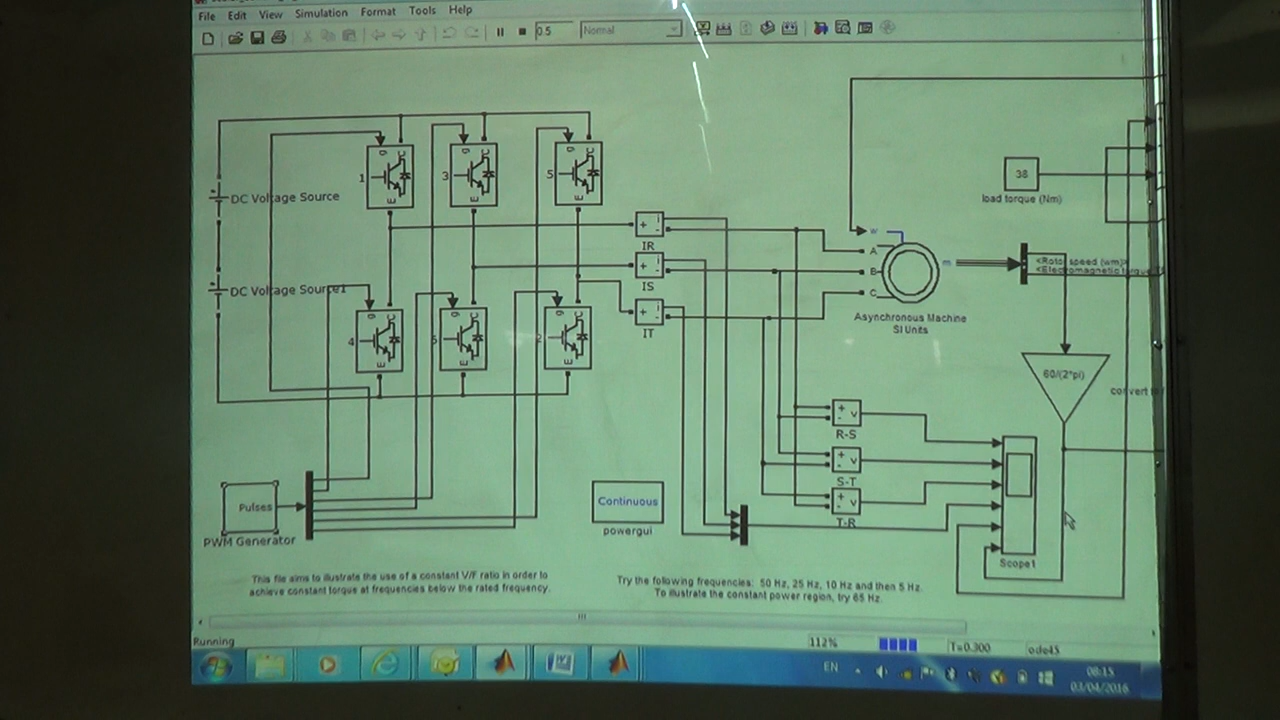 File Edit View Simulation Format Tools Help
0.5 Normal
g C
1
E
g C
3
E
g C
5
E
DC Voltage Source
DC Voltage Source1
g C
4
E
g C
E
g C
2
E
+ i
-
IR
+ i
-
IS
+ i
-
IT
w
A
B
C
m
Asynchronous Machine
SI Units
38
load torque (Nm)
<Rotor speed (wm)>
<Electromagnetic torque
60/(2*pi)
convert to
+ v
-
R-S
+ v
-
S-T
+ v
-
T-R
Scope1
Pulses
PWM Generator
Continuous
powergui
This file aims to illustrate the use of a constant V/F ratio in order to
achieve constant torque at frequencies below the rated frequency.
Try the following frequencies: 50 Hz, 25 Hz, 10 Hz and then 5 Hz.
To illustrate the constant power region, try 65 Hz.
Running
112%
T=0.300
ode45
EN
08:15
03/04/2016